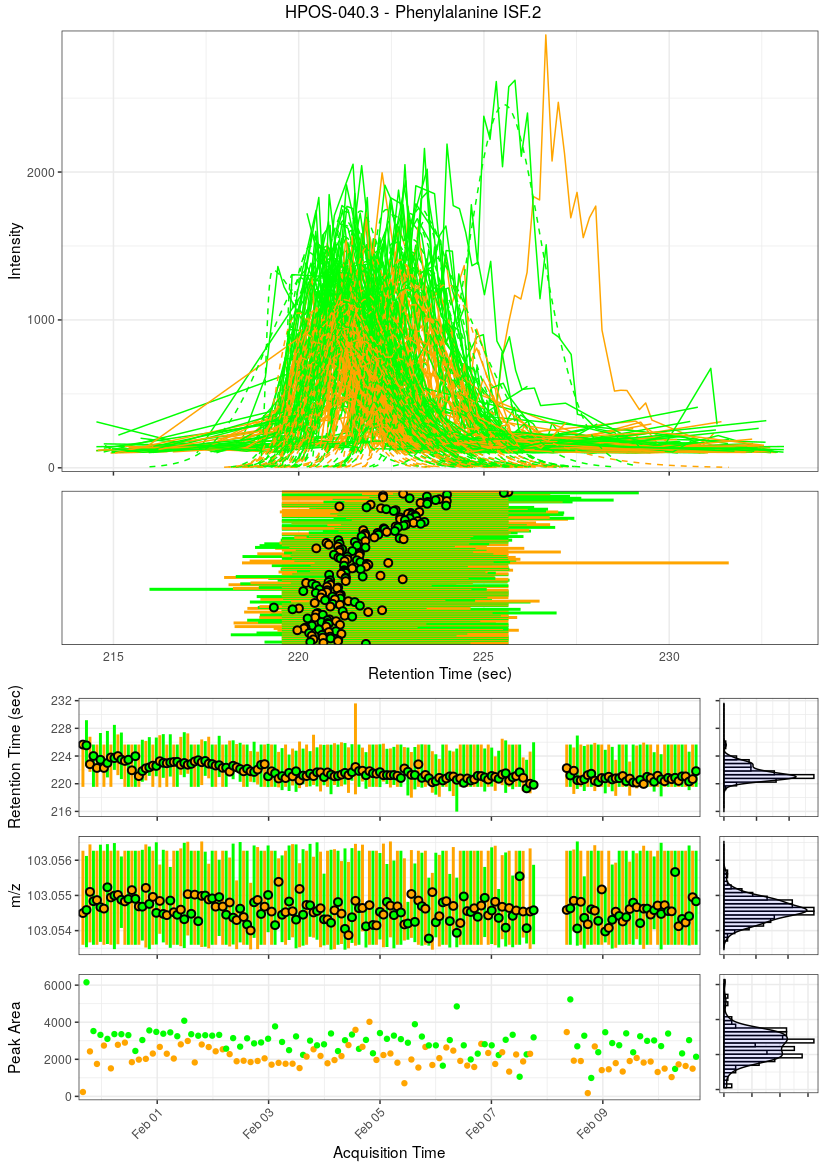 HPOS-040.3 - Phenylalanine ISF.2
Intensity
2000
1000
0
215
220
225
230
Retention Time (sec)
Retention Time (sec)
232
228
224
220
216
m/z
103.056
103.055
103.054
Peak Area
6000
4000
2000
0
Feb 01
Feb 03
Feb 05
Feb 07
Feb 09
Acquisition Time